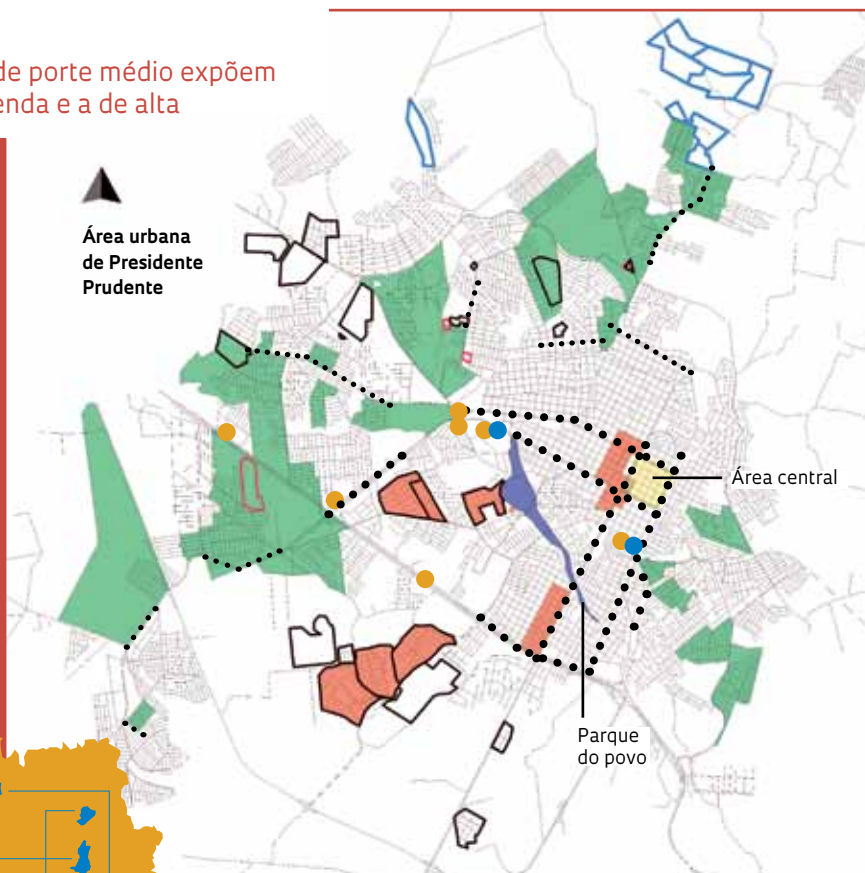 de porte médio expõem
enda e a de alta
Área urbana
de Presidente
Prudente
Área central
Parque
do povo